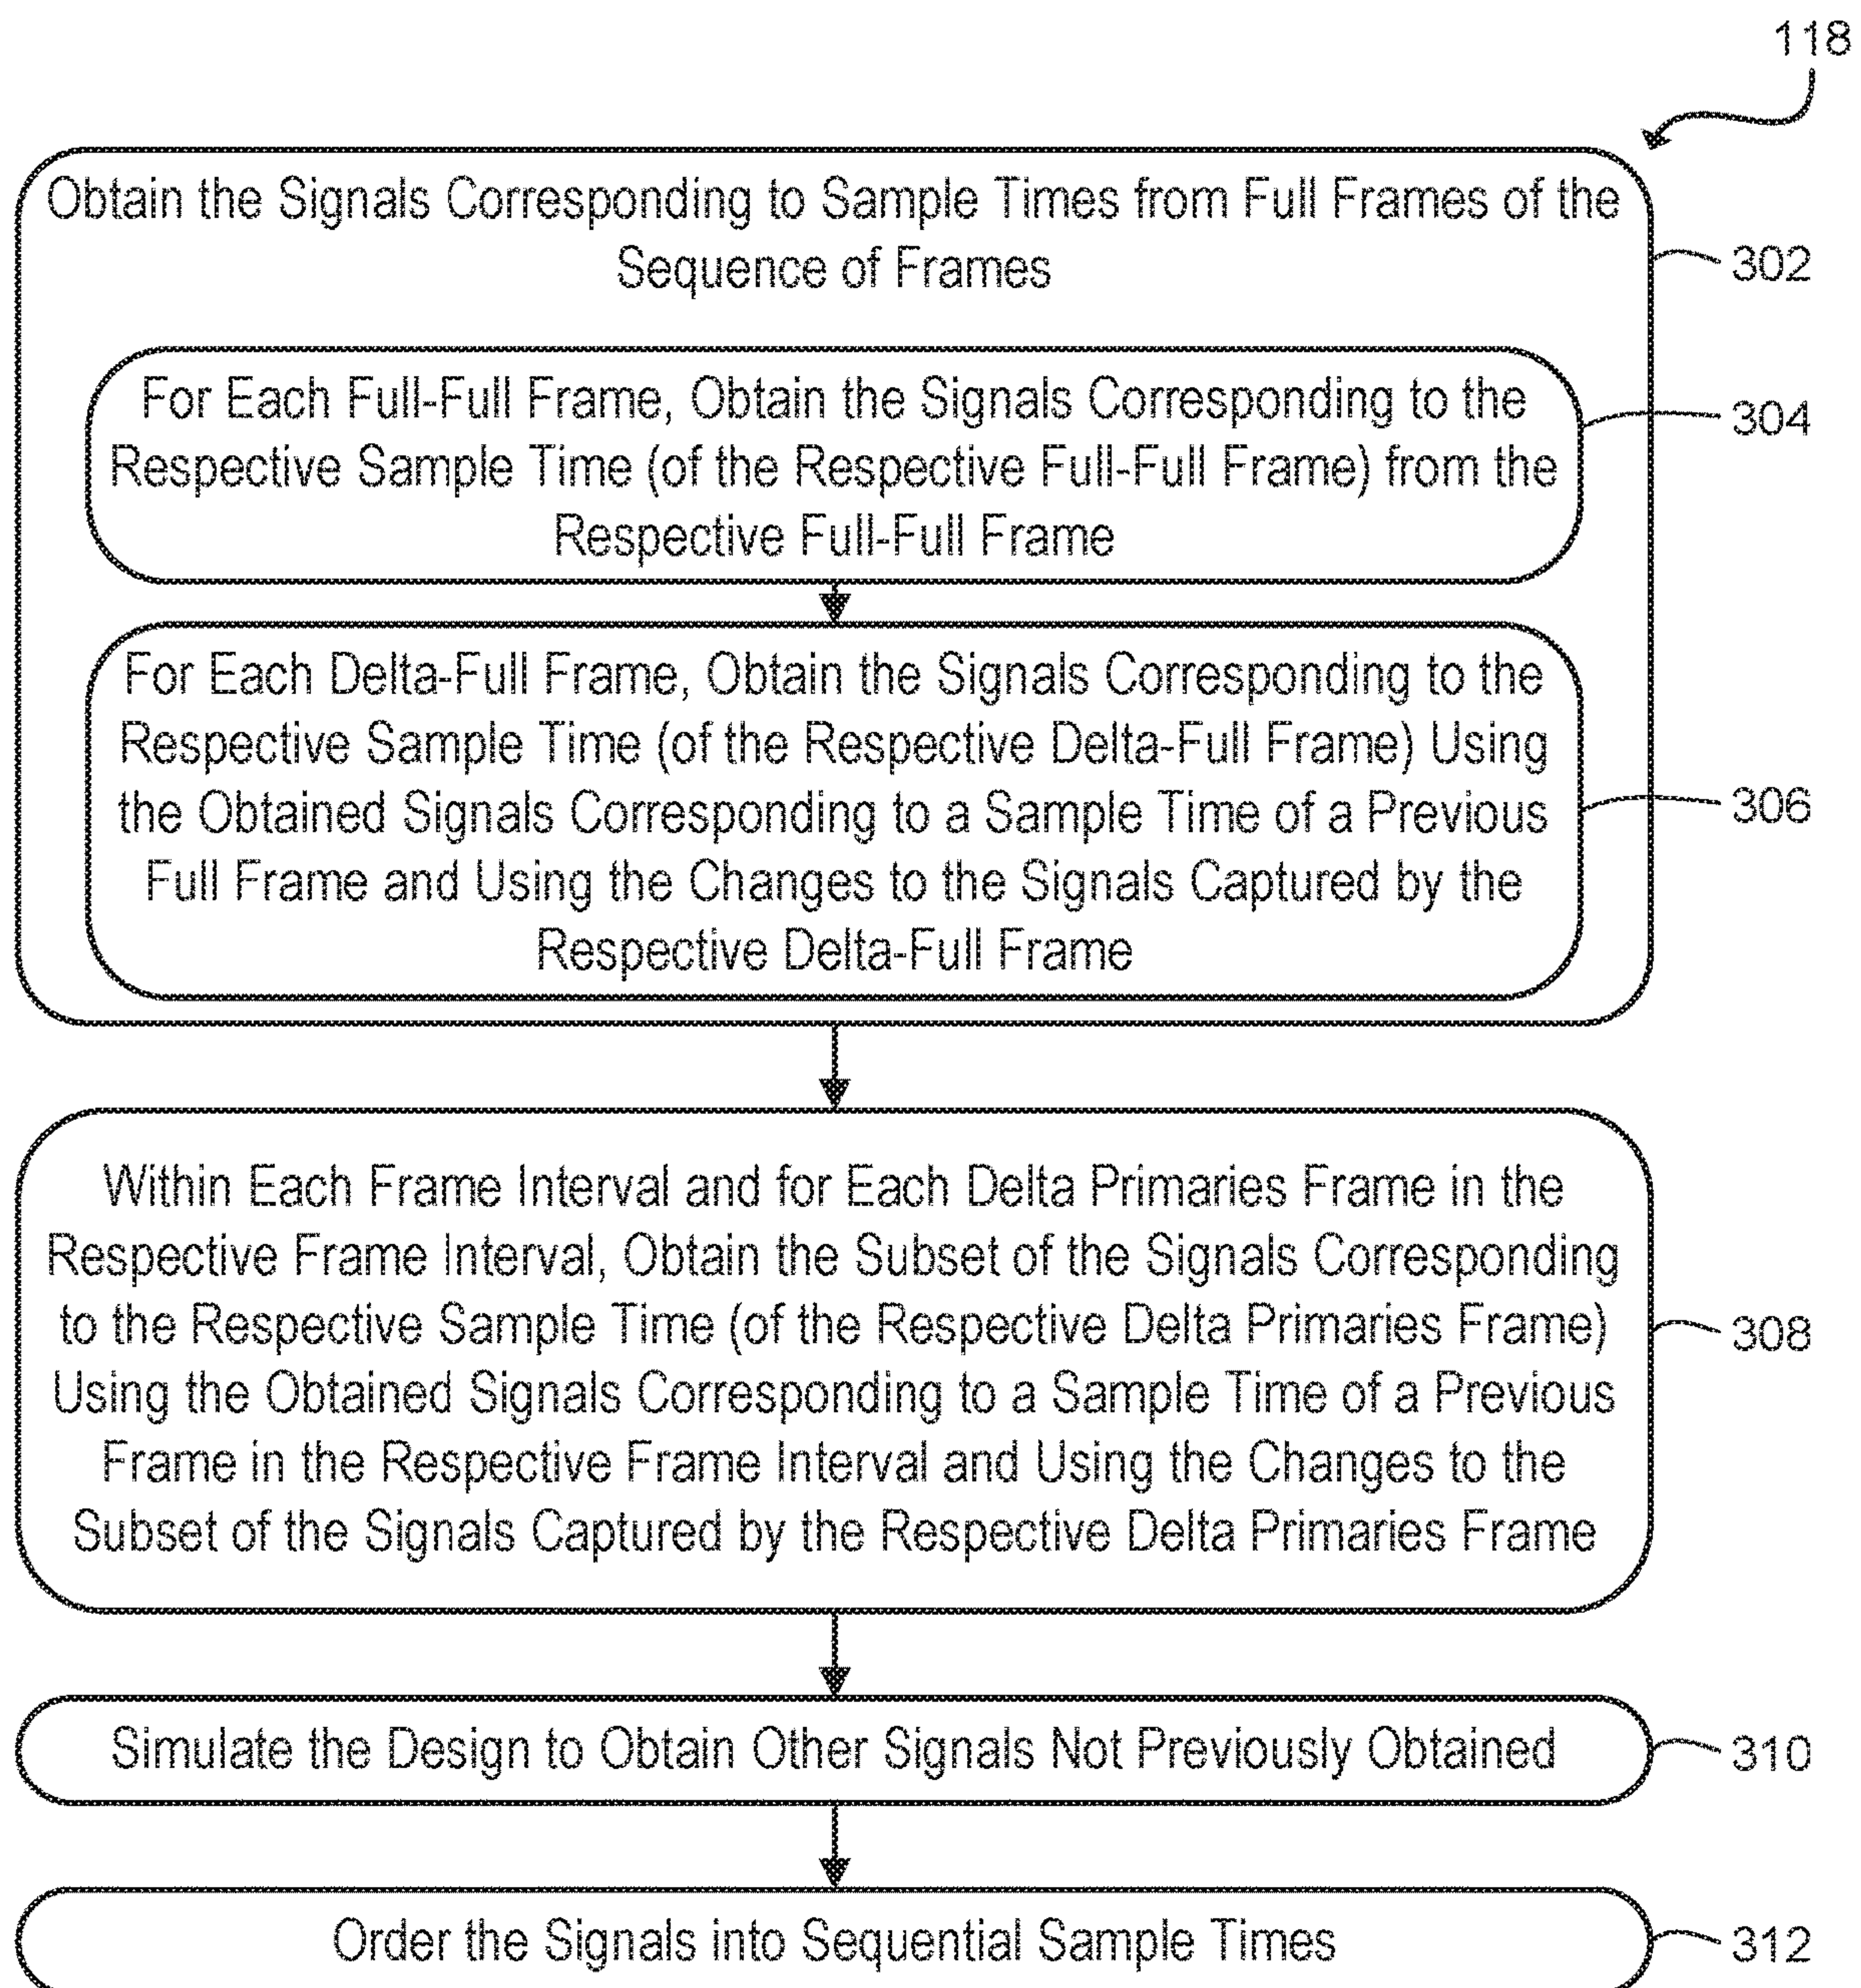 118
Obtain the Signals Corresponding to Sample Times from Full Frames of the
Sequence of Frames
302
For Each Full-Full Frame, Obtain the Signals Corresponding to the
Respective Sample Time (of the Respective Full-Full Frame) from the
Respective Full-Full Frame
304
For Each Delta-Full Frame, Obtain the Signals Corresponding to the
Respective Sample Time (of the Respective Delta-Full Frame) Using
the Obtained Signals Corresponding to a Sample Time of a Previous
Full Frame and Using the Changes to the Signals Captured by the
Respective Delta-Full Frame
306
Within Each Frame Interval and for Each Delta Primaries Frame in the
Respective Frame Interval, Obtain the Subset of the Signals Corresponding
to the Respective Sample Time (of the Respective Delta Primaries Frame)
Using the Obtained Signals Corresponding to a Sample Time of a Previous
Frame in the Respective Frame Interval and Using the Changes to the
Subset of the Signals Captured by the Respective Delta Primaries Frame
308
Simulate the Design to Obtain Other Signals Not Previously Obtained
310
Order the Signals into Sequential Sample Times
312